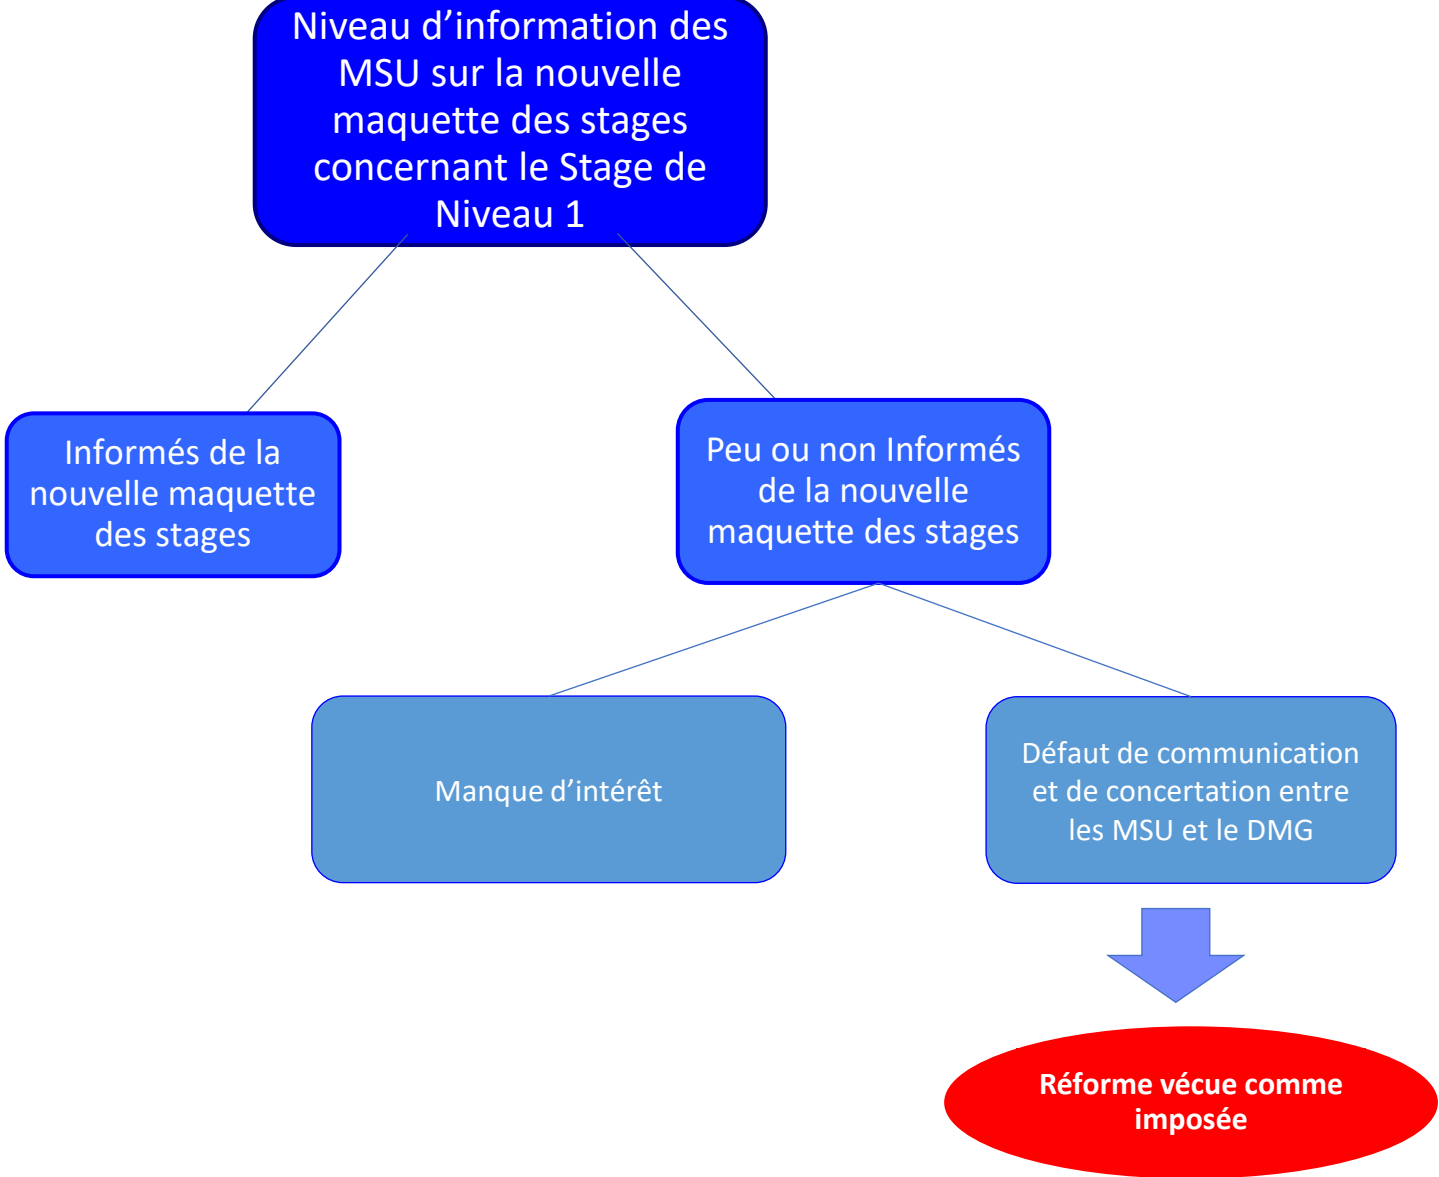 Niveau d’information des
MSU sur la nouvelle
maquette des stages
concernant le Stage de
Niveau 1
Informés de la
nouvelle maquette
des stages
Peu ou non Informés
de la nouvelle
maquette des stages
Manque d’intérêt
Défaut de communication
et de concertation entre
les MSU et le DMG
Réforme vécue comme
imposée